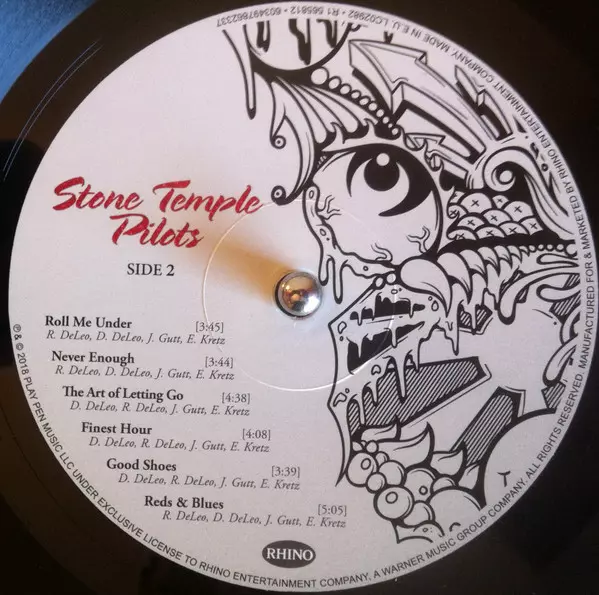 Stone Temple
Pilots
SIDE 2
Roll Me Under [3:45]
R. DeLeo, D. DeLeo, J. Gutt, E. Kretz
Never Enough [3:44]
R. DeLeo, D. DeLeo, J. Gutt, E. Kretz
The Art of Letting Go [4:38]
D. DeLeo, R. DeLeo, J. Gutt, E. Kretz
Finest Hour [4:08]
D. DeLeo, R. DeLeo, J. Gutt, E. Kretz
Good Shoes [3:39]
D. DeLeo, R. DeLeo, J. Gutt, E. Kretz
Reds & Blues [5:05]
R. DeLeo, D. DeLeo, J. Gutt, E. Kretz
RHINO
℗ & © 2018 PLAY PEN MUSIC LLC UNDER EXCLUSIVE LICENSE TO RHINO ENTERTAINMENT COMPANY, A WARNER MUSIC GROUP COMPANY. ALL RIGHTS RESERVED. MANUFACTURED FOR & MARKETED BY RHINO ENTERTAINMENT COMPANY. MADE IN E.U. LC02982 • R1 565812 • 603497862337